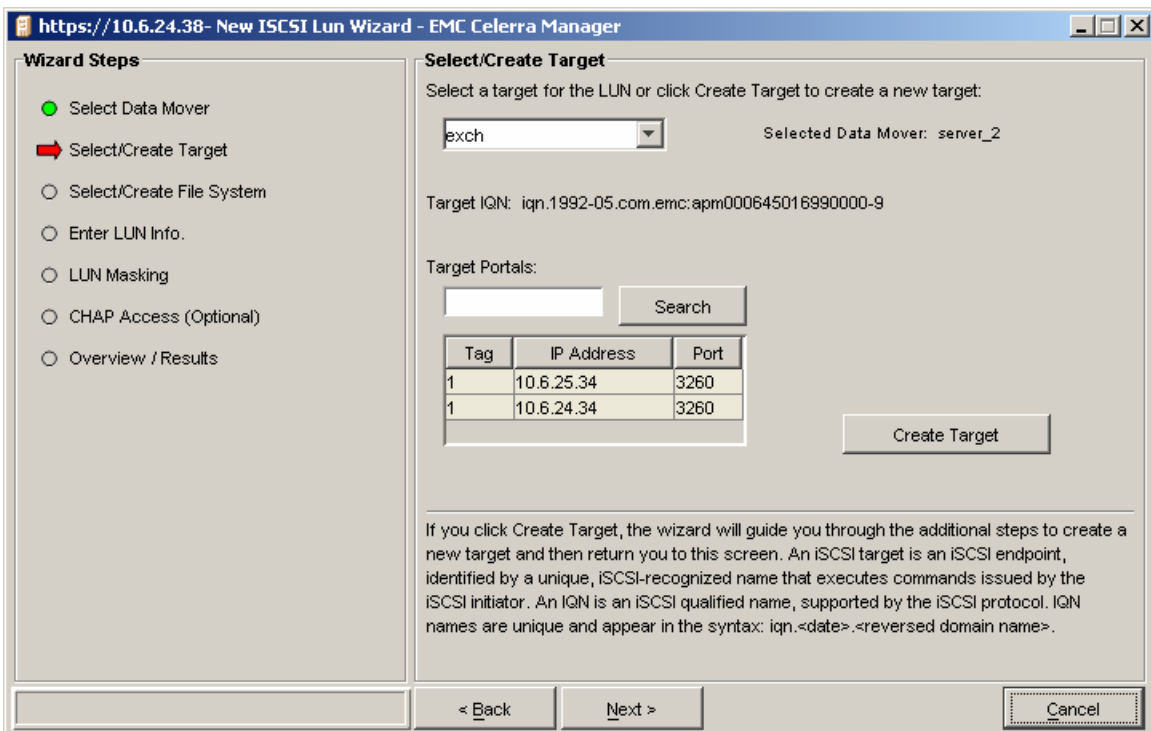 https://10.6.24.38- New ISCSI Lun Wizard - EMC Celerra Manager
Wizard Steps
Select Data Mover
Select/Create Target
Select/Create File System
Enter LUN Info.
LUN Masking
CHAP Access (Optional)
Overview / Results
Select/Create Target
Select a target for the LUN or click Create Target to create a new target:
exch
Selected Data Mover: server_2
Target IQN: iqn.1992-05.com.emc:apm000645016990000-9
Target Portals:
Search
Tag IP Address Port
1 10.6.25.34 3260
1 10.6.24.34 3260
Create Target
If you click Create Target, the wizard will guide you through the additional steps to create a
new target and then return you to this screen. An iSCSI target is an iSCSI endpoint,
identified by a unique, iSCSI-recognized name that executes commands issued by the
iSCSI initiator. An IQN is an iSCSI qualified name, supported by the iSCSI protocol. IQN
names are unique and appear in the syntax: iqn.<date>.<reversed domain name>.
< Back
Next >
Cancel